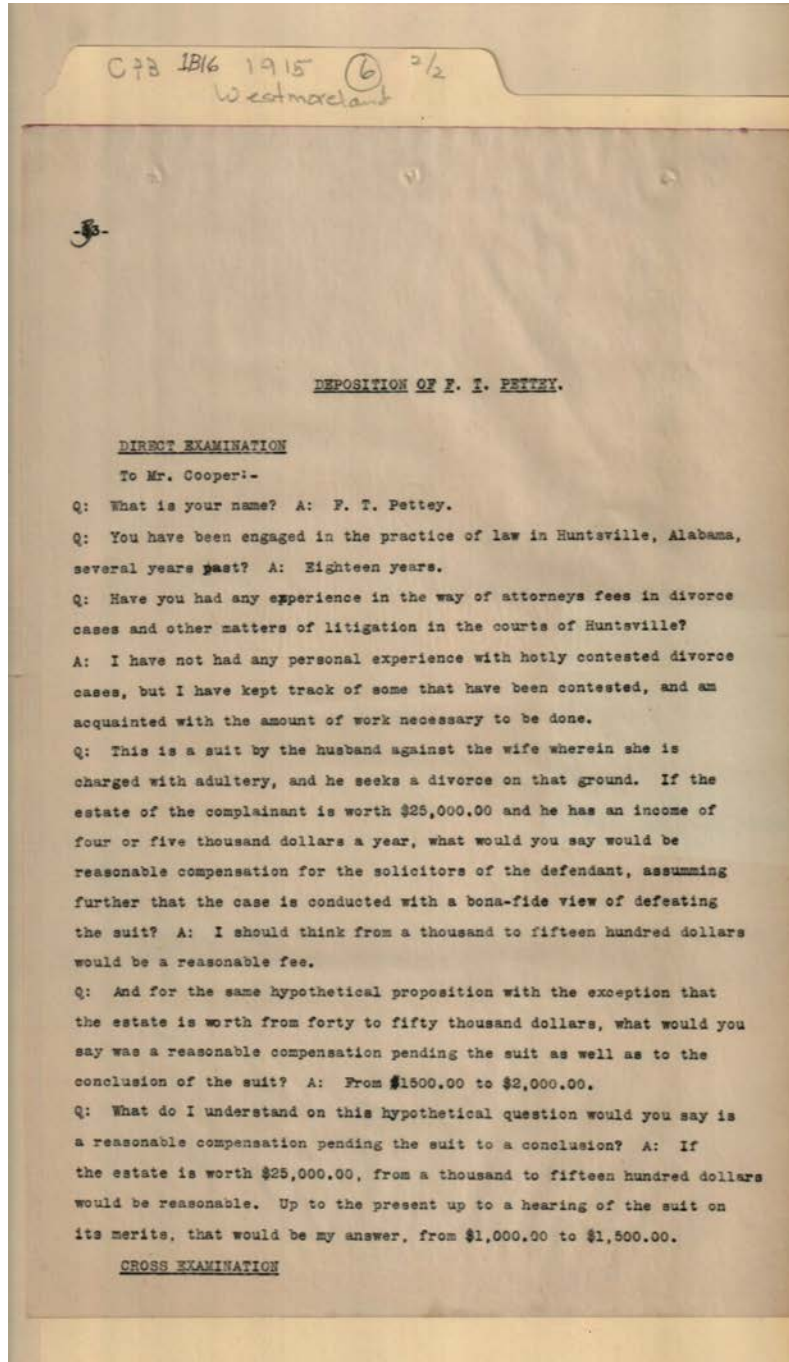 C73 1B16 1915 6 2/2
Westmoreland
DEPOSITION OF F. T. PETTEY.
DIRECT EXAMINATION
To Mr. Cooper:-
Q: What is your name? A: F. T. Pettey.
Q: You have been engaged in the practice of law in Huntsville, Alabama,
several years past? A: Eighteen years.
Q: Have you had any experience in the way of attorneys fees in divorce
cases and other matters of litigation in the courts of Huntsville?
A: I have not had any personal experience with hotly contested divorce
cases, but I have kept track of some that have been contested, and am
acquainted with the amount of work necessary to be done.
Q: This is a suit by the husband against the wife wherein she is
charged with adultery, and he seeks a divorce on that ground. If the
estate of the complainant is worth $25,000.00 and he has an income of
four or five thousand dollars a year, what would you say would be
reasonable compensation for the solicitors of the defendant, assumming
further that the case is conducted with a bona-fide view of defeating
the suit? A: I should think from a thousand to fifteen hundred dollars
would be a reasonable fee.
Q: And for the same hypothetical proposition with the exception that
the estate is worth from forty to fifty thousand dollars, what would you
say was a reasonable compensation pending the suit as well as to the
conclusion of the suit? A: From $1500.00 to $2,000.00.
Q: What do I understand on this hypothetical question would you say is
a reasonable compensation pending the suit to a conclusion? A: If
the estate is worth $25,000.00, from a thousand to fifteen hundred dollars
would be reasonable. Up to the present up to a hearing of the suit on
its merits, that would be my answer, from $1,000.00 to $1,500.00.
CROSS EXAMINATION